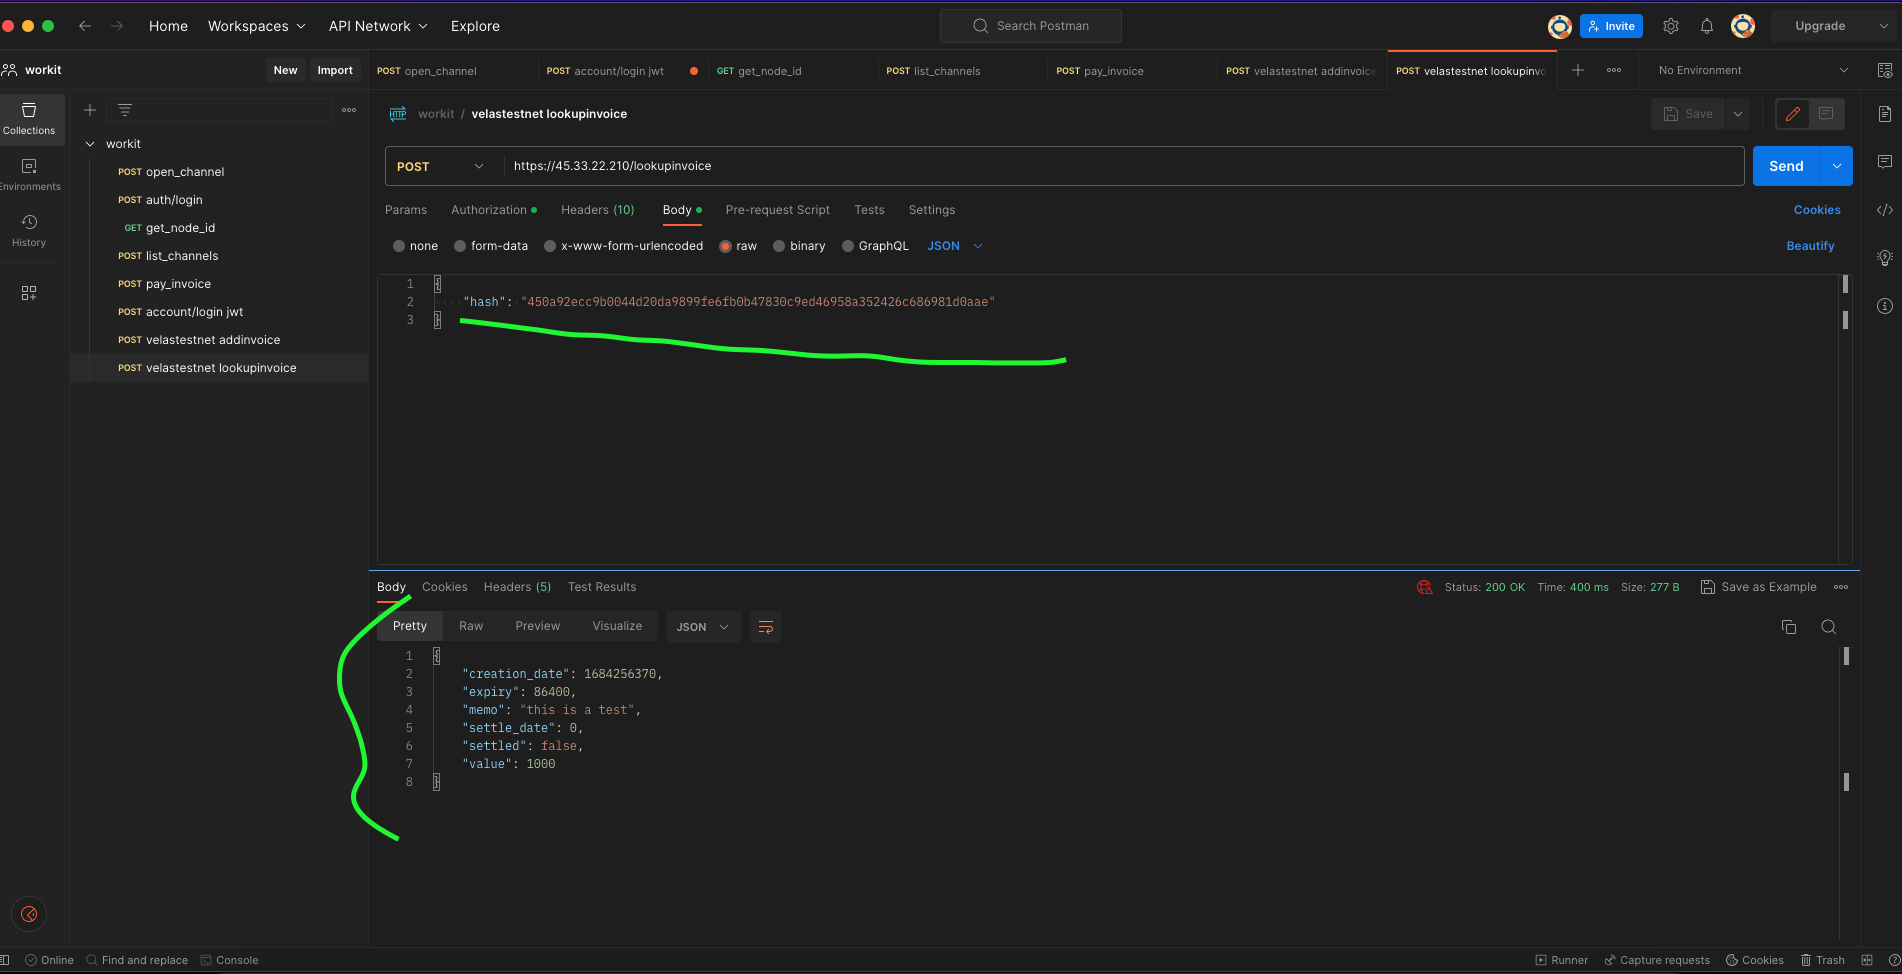 Home Workspaces API Network Explore Search Postman Invite Upgrade
workit New Import
POST open_channel POST account/login jwt GET get_node_id POST list_channels POST pay_invoice POST velastestnet addinvoice POST velastestnet lookupinvo No Environment
Collections
Environments
History
workit
POST open_channel
POST auth/login
GET get_node_id
POST list_channels
POST pay_invoice
POST account/login jwt
POST velastestnet addinvoice
POST velastestnet lookupinvoice
HTTP workit / velastestnet lookupinvoice Save
POST https://45.33.22.210/lookupinvoice Send
Params Authorization Headers (10) Body Pre-request Script Tests Settings Cookies
none form-data x-www-form-urlencoded raw binary GraphQL JSON Beautify
1 {
2 "hash": "450a92ecc9b0044d20da9899fe6fb0b47830c9ed46958a352426c686981d0aae"
3 }
Body Cookies Headers (5) Test Results Status: 200 OK Time: 400 ms Size: 277 B Save as Example
Pretty Raw Preview Visualize JSON
1 {
2 "creation_date": 1684256370,
3 "expiry": 86400,
4 "memo": "this is a test",
5 "settle_date": 0,
6 "settled": false,
7 "value": 1000
8 }
Online Find and replace Console Runner Capture requests Cookies Trash